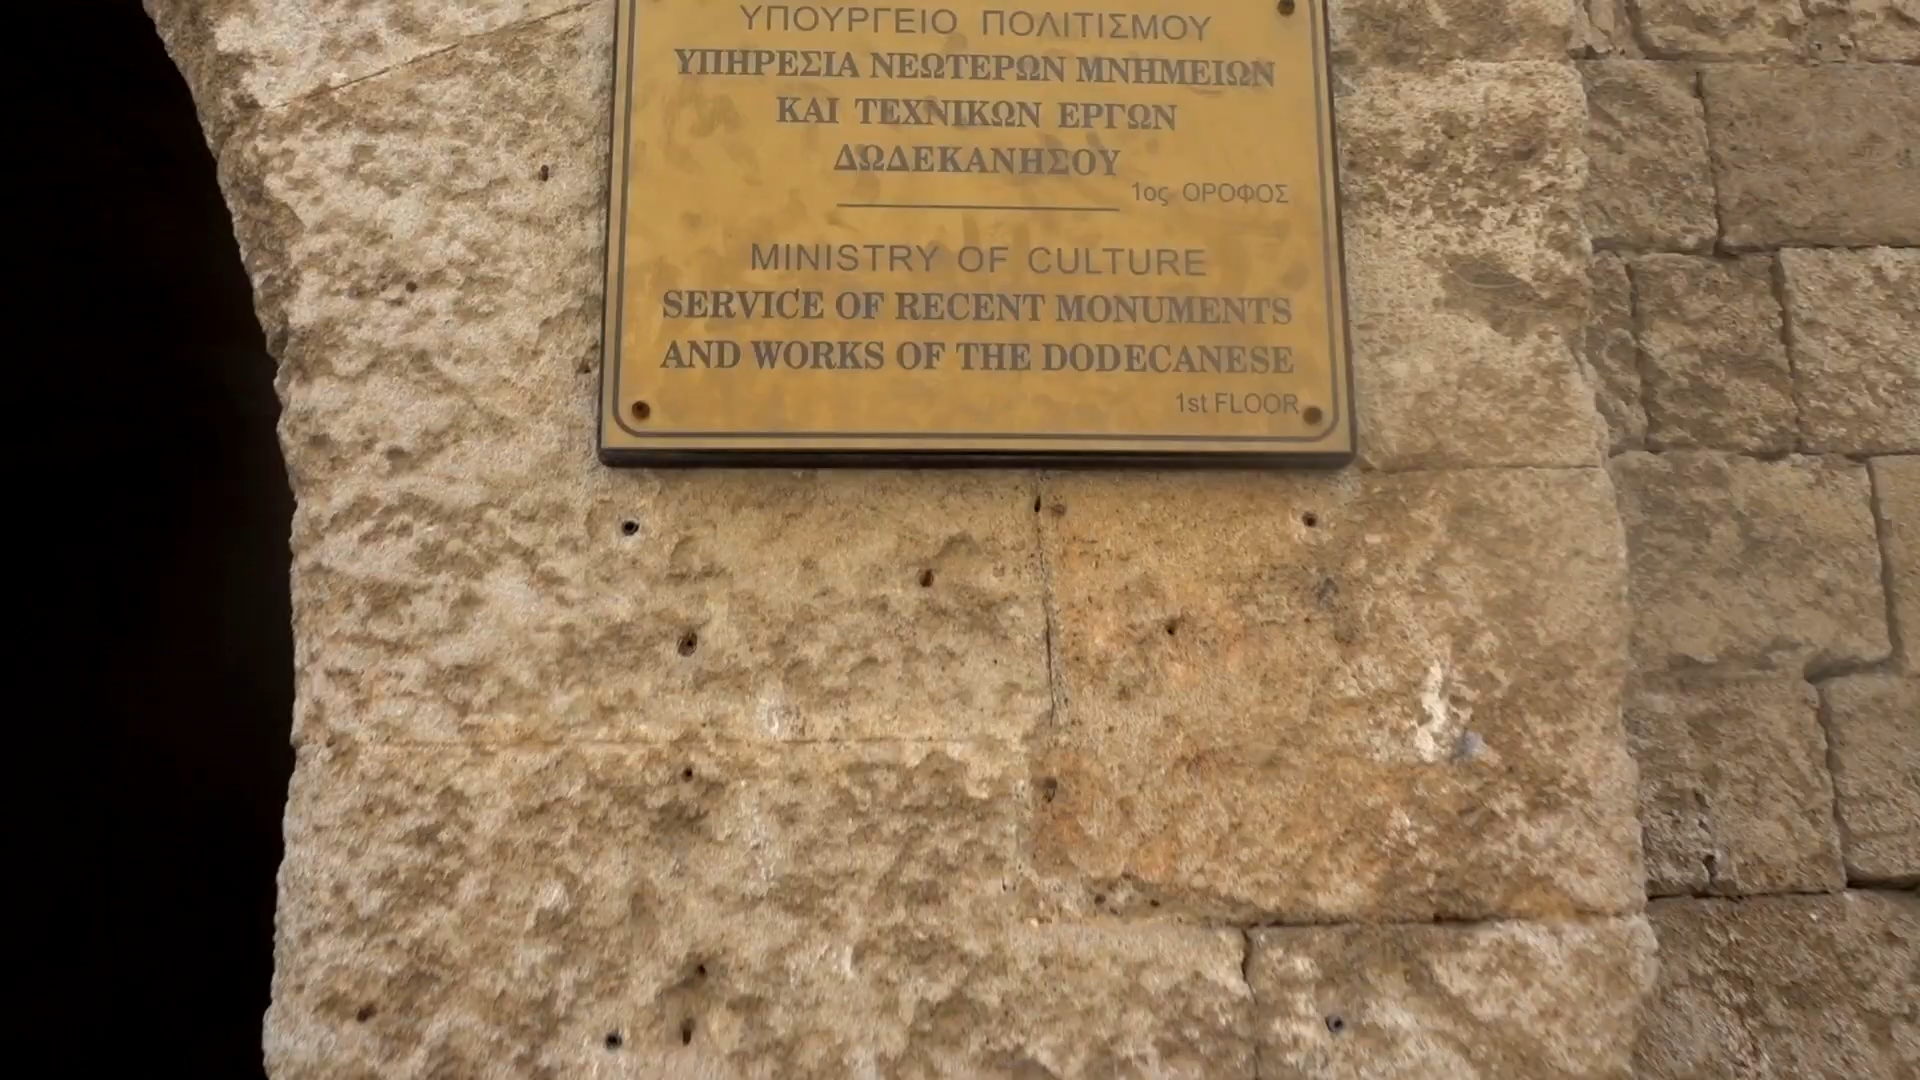 ΥΠΟΥΡΓΕΙΟ ΠΟΛΙΤΙΣΜΟΥ
ΥΠΗΡΕΣΙΑ ΝΕΩΤΕΡΩΝ ΜΝΗΜΕΙΩΝ
ΚΑΙ ΤΕΧΝΙΚΩΝ ΕΡΓΩΝ
ΔΩΔΕΚΑΝΗΣΟΥ
1ος ΟΡΟΦΟΣ
MINISTRY OF CULTURE
SERVICE OF RECENT MONUMENTS
AND WORKS OF THE DODECANESE
1st FLOOR